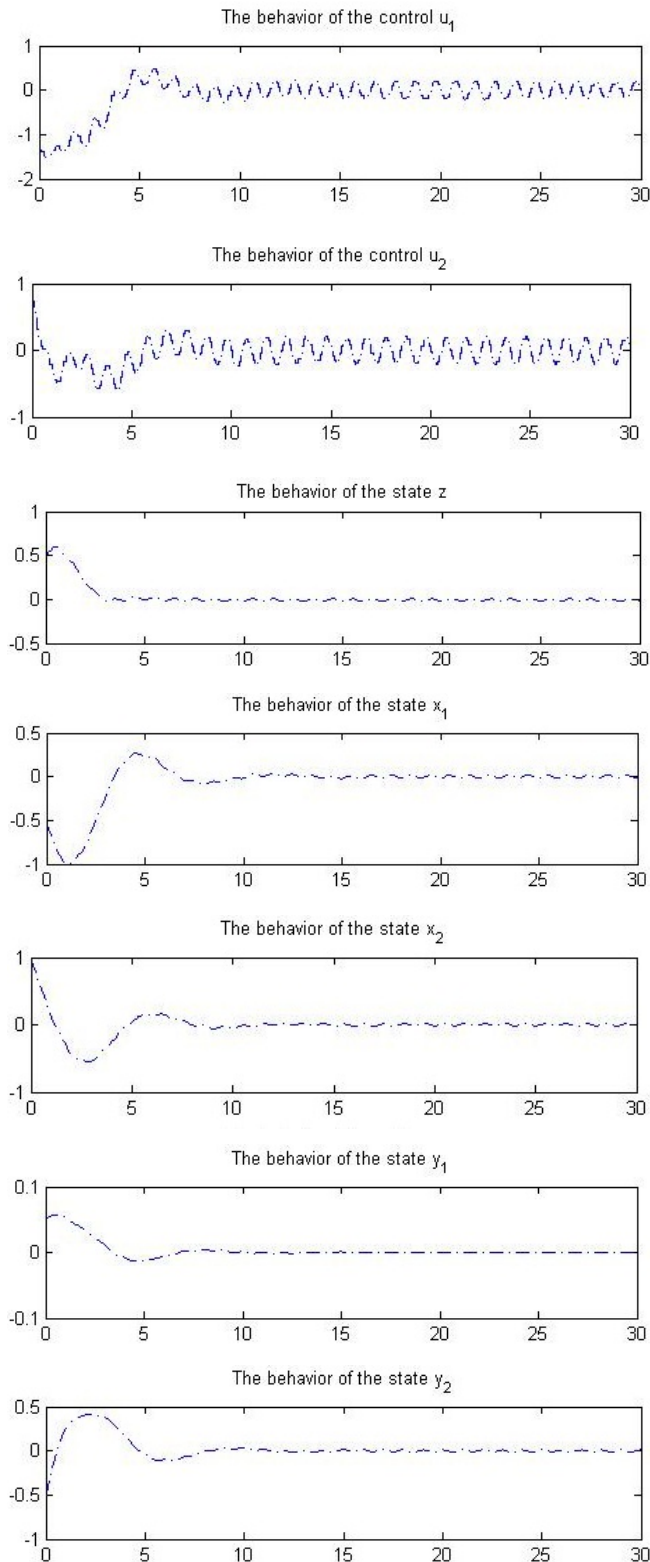 The behavior of the control u₁
1
0
-1
-2
0 5 10 15 20 25 30
The behavior of the control u₂
1
0
-1
0 5 10 15 20 25 30
The behavior of the state z
1
0.5
0
-0.5
0 5 10 15 20 25 30
The behavior of the state x₁
0.5
0
-0.5
-1
0 5 10 15 20 25 30
The behavior of the state x₂
1
0
-1
0 5 10 15 20 25 30
The behavior of the state y₁
0.1
0
-0.1
0 5 10 15 20 25 30
The behavior of the state y₂
0.5
0
-0.5
-1
0 5 10 15 20 25 30